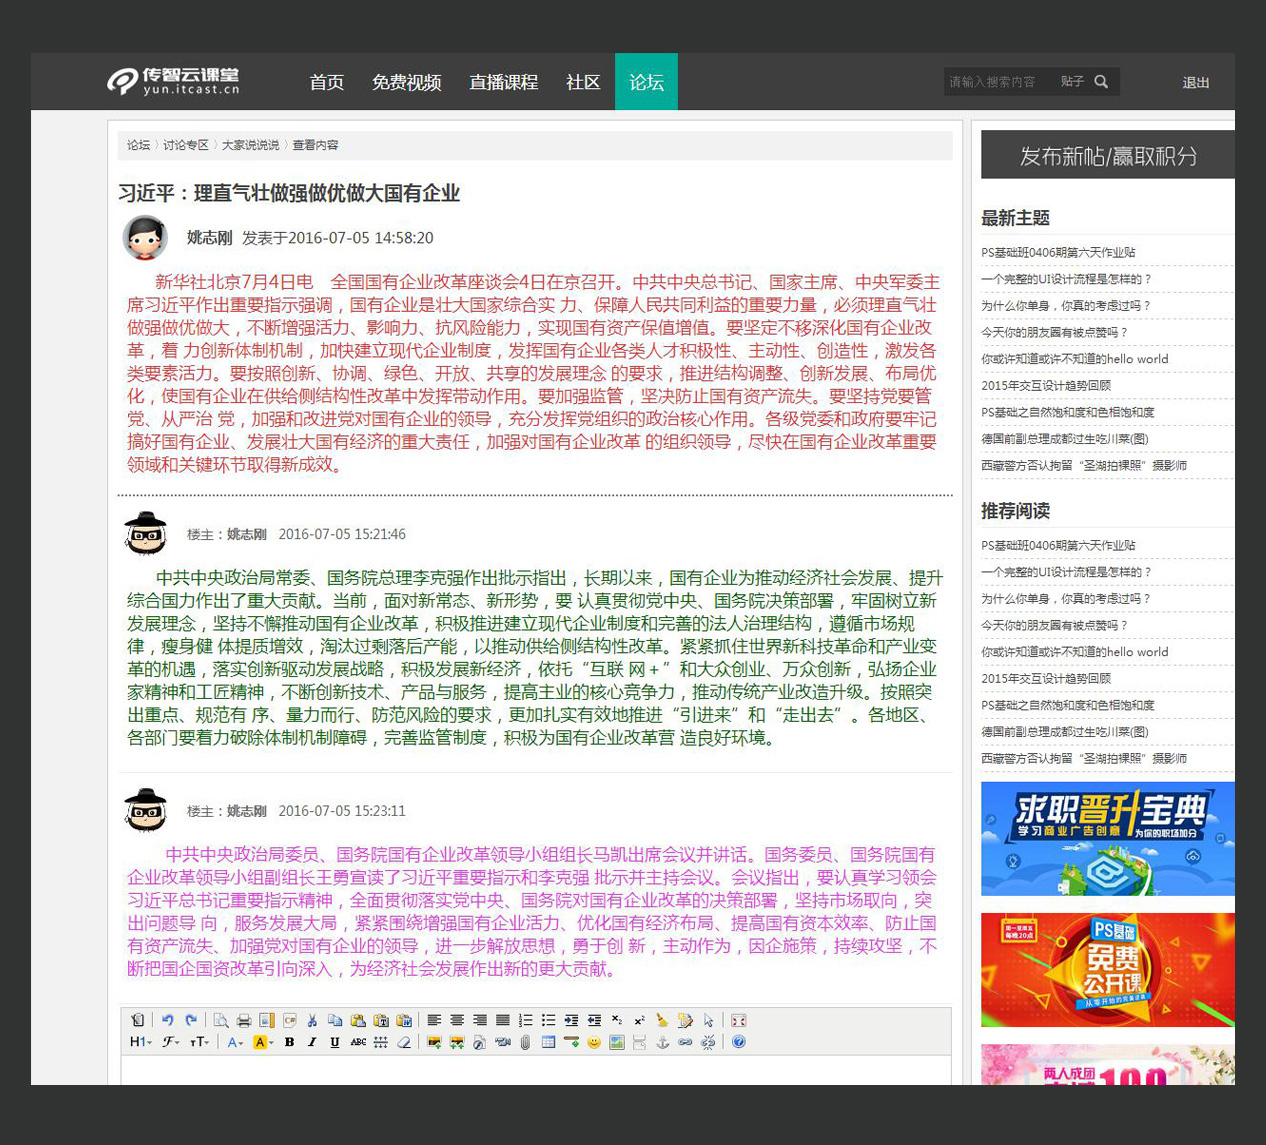 传智云课堂
yun.itcast.cn
首页 免费视频 直播课程 社区 论坛
请输入搜索内容 贴子
退出
论坛 〉讨论专区 〉大家说说说 〉查看内容
习近平：理直气壮做强做优做大国有企业
姚志刚 发表于2016-07-05 14:58:20
新华社北京7月4日电　全国国有企业改革座谈会4日在京召开。中共中央总书记、国家主席、中央军委主
席习近平作出重要指示强调，国有企业是壮大国家综合实 力、保障人民共同利益的重要力量，必须理直气壮
做强做优做大，不断增强活力、影响力、抗风险能力，实现国有资产保值增值。要坚定不移深化国有企业改
革，着 力创新体制机制，加快建立现代企业制度，发挥国有企业各类人才积极性、主动性、创造性，激发各
类要素活力。要按照创新、协调、绿色、开放、共享的发展理念 的要求，推进结构调整、创新发展、布局优
化，使国有企业在供给侧结构性改革中发挥带动作用。要加强监管，坚决防止国有资产流失。要坚持党要管
党、从严治 党，加强和改进党对国有企业的领导，充分发挥党组织的政治核心作用。各级党委和政府要牢记
搞好国有企业、发展壮大国有经济的重大责任，加强对国有企业改革 的组织领导，尽快在国有企业改革重要
领域和关键环节取得新成效。
楼主：姚志刚 2016-07-05 15:21:46
中共中央政治局常委、国务院总理李克强作出批示指出，长期以来，国有企业为推动经济社会发展、提升
综合国力作出了重大贡献。当前，面对新常态、新形势，要 认真贯彻党中央、国务院决策部署，牢固树立新
发展理念，坚持不懈推动国有企业改革，积极推进建立现代企业制度和完善的法人治理结构，遵循市场规
律，瘦身健 体提质增效，淘汰过剩落后产能，以推动供给侧结构性改革。紧紧抓住世界新科技革命和产业变
革的机遇，落实创新驱动发展战略，积极发展新经济，依托“互联 网＋”和大众创业、万众创新，弘扬企业
家精神和工匠精神，不断创新技术、产品与服务，提高主业的核心竞争力，推动传统产业改造升级。按照突
出重点、规范有 序、量力而行、防范风险的要求，更加扎实有效地推进“引进来”和“走出去”。各地区、
各部门要着力破除体制机制障碍，完善监管制度，积极为国有企业改革营 造良好环境。
楼主：姚志刚 2016-07-05 15:23:11
中共中央政治局委员、国务院国有企业改革领导小组组长马凯出席会议并讲话。国务委员、国务院国有
企业改革领导小组副组长王勇宣读了习近平重要指示和李克强 批示并主持会议。会议指出，要认真学习领会
习近平总书记重要指示精神，全面贯彻落实党中央、国务院对国有企业改革的决策部署，坚持市场取向，突
出问题导 向，服务发展大局，紧紧围绕增强国有企业活力、优化国有经济布局、提高国有资本效率、防止国
有资产流失、加强党对国有企业的领导，进一步解放思想，勇于创 新，主动作为，因企施策，持续攻坚，不
断把国企国资改革引向深入，为经济社会发展作出新的更大贡献。
H1 F тT A A B I U ABC
发布新帖/赢取积分
最新主题
PS基础班0406期第六天作业贴
一个完整的UI设计流程是怎样的？
为什么你单身，你真的考虑过吗？
今天你的朋友圈有被点赞吗？
你或许知道或许不知道的hello world
2015年交互设计趋势回顾
PS基础之自然饱和度和色相饱和度
德国前副总理成都过生吃川菜(图)
西藏警方否认拘留“圣湖拍裸照”摄影师
推荐阅读
PS基础班0406期第六天作业贴
一个完整的UI设计流程是怎样的？
为什么你单身，你真的考虑过吗？
今天你的朋友圈有被点赞吗？
你或许知道或许不知道的hello world
2015年交互设计趋势回顾
PS基础之自然饱和度和色相饱和度
德国前副总理成都过生吃川菜(图)
西藏警方否认拘留“圣湖拍裸照”摄影师
求职晋升宝典
学习商业广告创意 为你的职场加分
周一至周五
每晚20点
PS基础
免费
公开课
从零开始的完美逆袭
两人成团
100